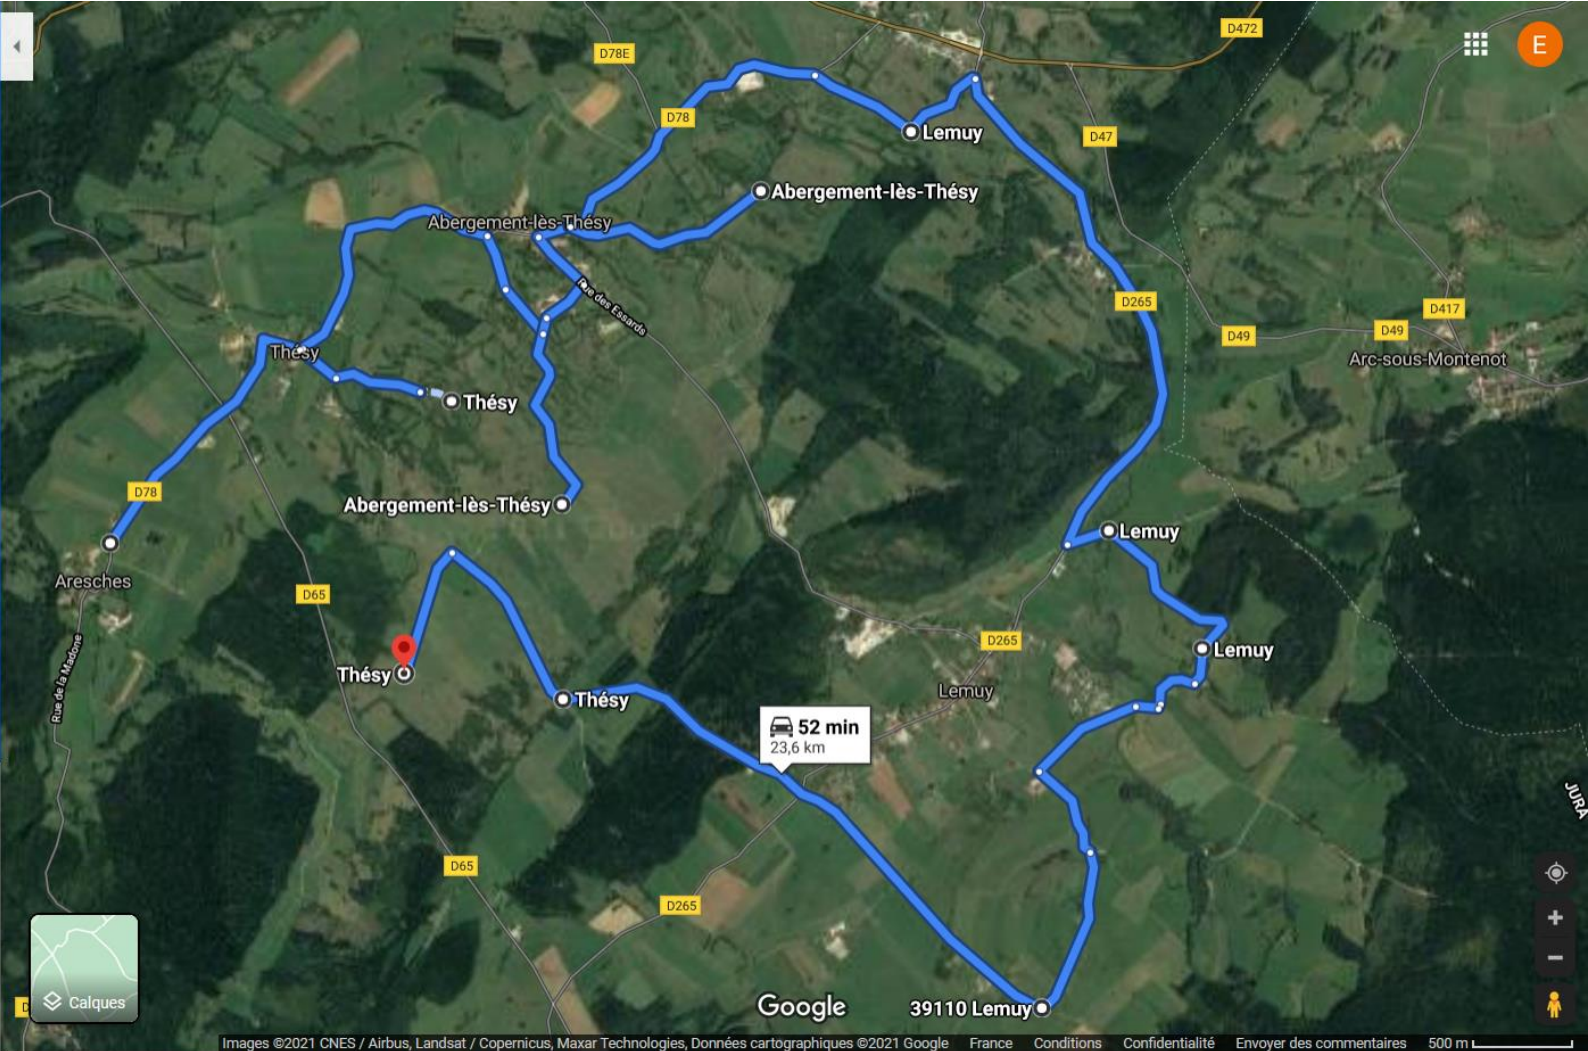 D472
E
D78E
D78
Lemuy
D47
Abergement-lès-Thésy
Abergement-lès-Thésy
Rue des Essards
D265
D417
D49
D49
Arc-sous-Montenot
Thésy
Thésy
D78
Abergement-lès-Thésy
Lemuy
Aresches
D65
D265
Lemuy
Rue de la Madone
Thésy
Thésy
Lemuy
52 min
23,6 km
JURA
D65
D265
Calques
D
Google
39110 Lemuy
Images ©2021 CNES / Airbus, Landsat / Copernicus, Maxar Technologies, Données cartographiques ©2021 Google France Conditions Confidentialité Envoyer des commentaires 500 m